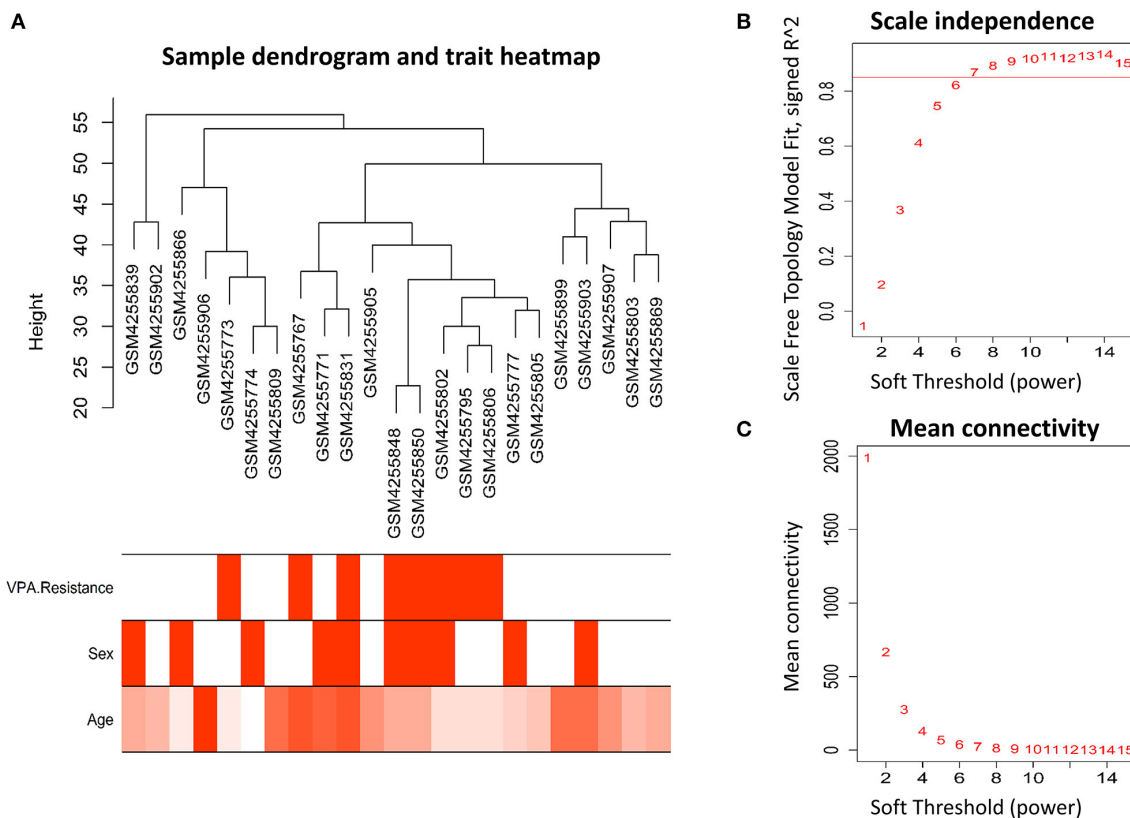 A
Sample dendrogram and trait heatmap
Height
55
50
45
40
35
30
25
20
GSM4255839
GSM4255902
GSM4255866
GSM4255906
GSM4255773
GSM4255774
GSM4255809
GSM4255767
GSM4255771
GSM4255831
GSM4255905
GSM4255848
GSM4255850
GSM4255802
GSM4255795
GSM4255806
GSM4255777
GSM4255805
GSM4255899
GSM4255903
GSM4255907
GSM4255803
GSM4255869
VPA.Resistance
Sex
Age
B
Scale independence
Scale Free Topology Model Fit, signed R^2
0.8
0.6
0.4
0.2
0.0
1
2
3
4
5
6
7
8
9
10
11
12
13
14
15
2 4 6 8 10 14
Soft Threshold (power)
C
Mean connectivity
Mean connectivity
2000
1500
1000
500
0
1
2
3
4
5
6
7
8
9
10
11
12
13
14
15
2 4 6 8 10 14
Soft Threshold (power)